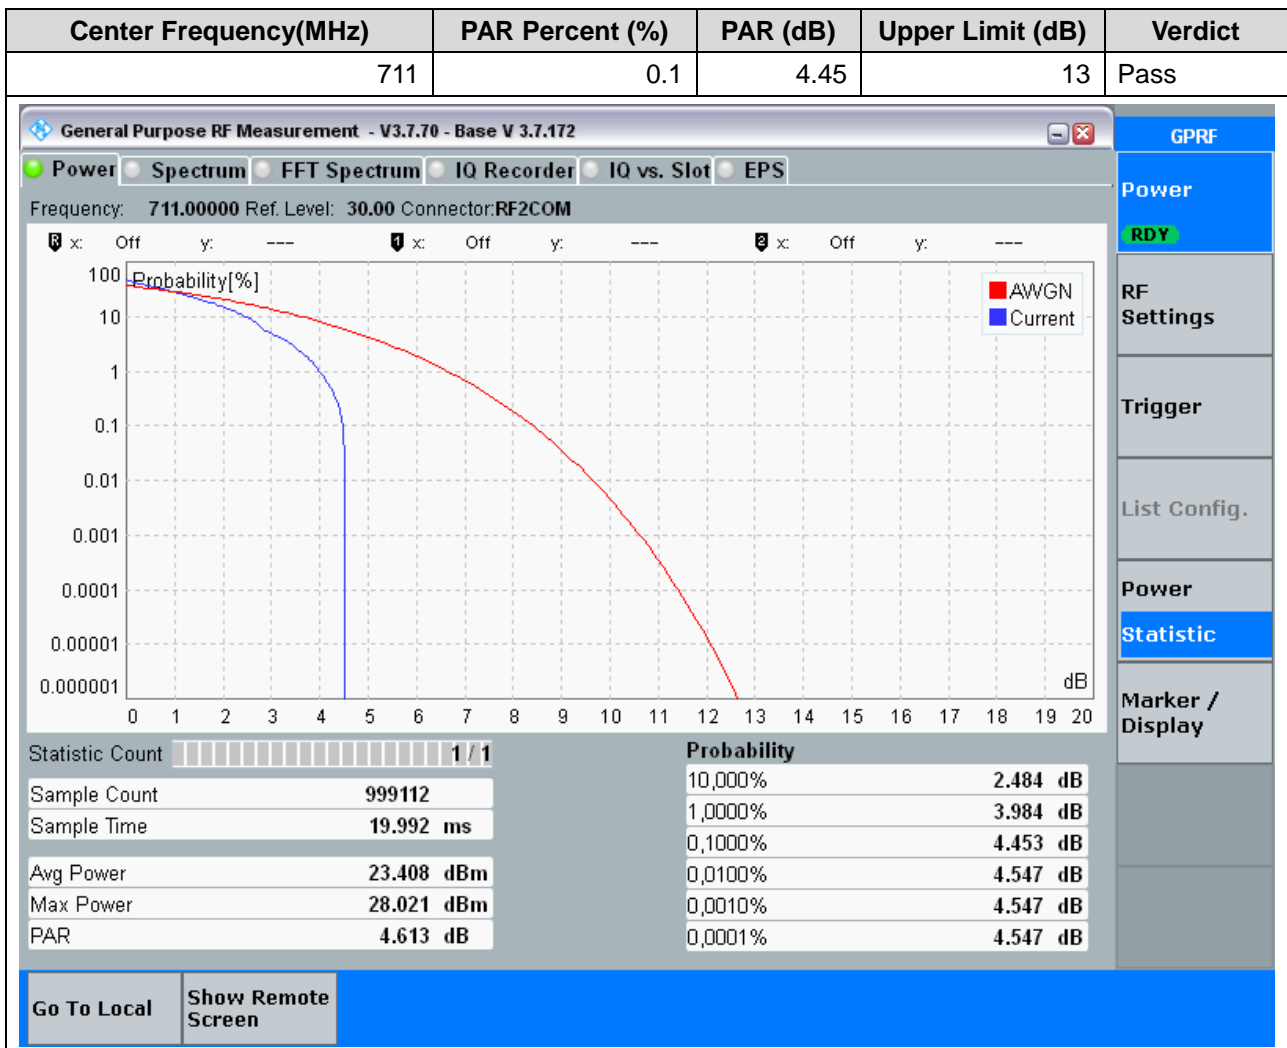 Center Frequency(MHz) PAR Percent (%) PAR (dB) Upper Limit (dB) Verdict
711 0.1 4.45 13 Pass
General Purpose RF Measurement - V3.7.70 - Base V 3.7.172
GPRF
Power Spectrum FFT Spectrum IQ Recorder IQ vs. Slot EPS
Frequency: 711.00000 Ref. Level: 30.00 Connector:RF2COM
R x: Off y: --- 1 x: Off y: --- 2 x: Off y: ---
Probability[%]
AWGN
Current
100
10
1
0.1
0.01
0.001
0.0001
0.00001
0.000001
dB
0 1 2 3 4 5 6 7 8 9 10 11 12 13 14 15 16 17 18 19 20
Statistic Count 1 / 1
Sample Count 999112
Sample Time 19.992 ms
Avg Power 23.408 dBm
Max Power 28.021 dBm
PAR 4.613 dB
Probability
10,000% 2.484 dB
1,0000% 3.984 dB
0,1000% 4.453 dB
0,0100% 4.547 dB
0,0010% 4.547 dB
0,0001% 4.547 dB
Power
RDY
RF
Settings
Trigger
List Config.
Power
Statistic
Marker /
Display
Go To Local
Show Remote
Screen